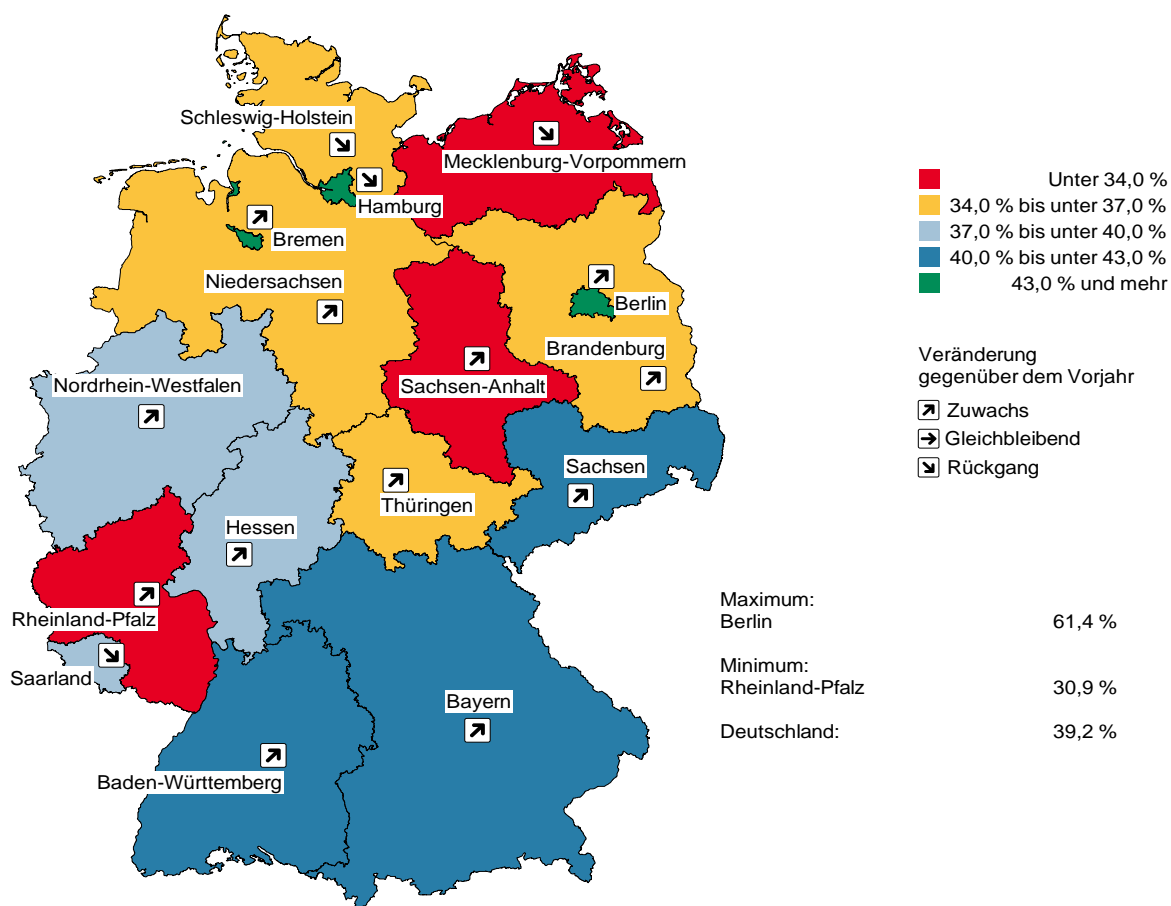 Schleswig-Holstein
Mecklenburg-Vorpommern
Hamburg
Bremen
Niedersachsen
Berlin
Brandenburg
Nordrhein-Westfalen
Sachsen-Anhalt
Sachsen
Thüringen
Hessen
Rheinland-Pfalz
Saarland
Bayern
Baden-Württemberg
Unter 34,0 %
34,0 % bis unter 37,0 %
37,0 % bis unter 40,0 %
40,0 % bis unter 43,0 %
43,0 % und mehr
Veränderung
gegenüber dem Vorjahr
Zuwachs
Gleichbleibend
Rückgang
Maximum:
Berlin 61,4 %
Minimum:
Rheinland-Pfalz 30,9 %
Deutschland: 39,2 %